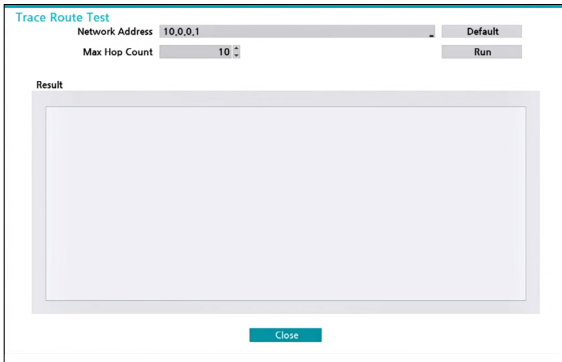 Trace Route Test
Network Address 10,0,0,1 Default
Max Hop Count 10 Run
Result
Close